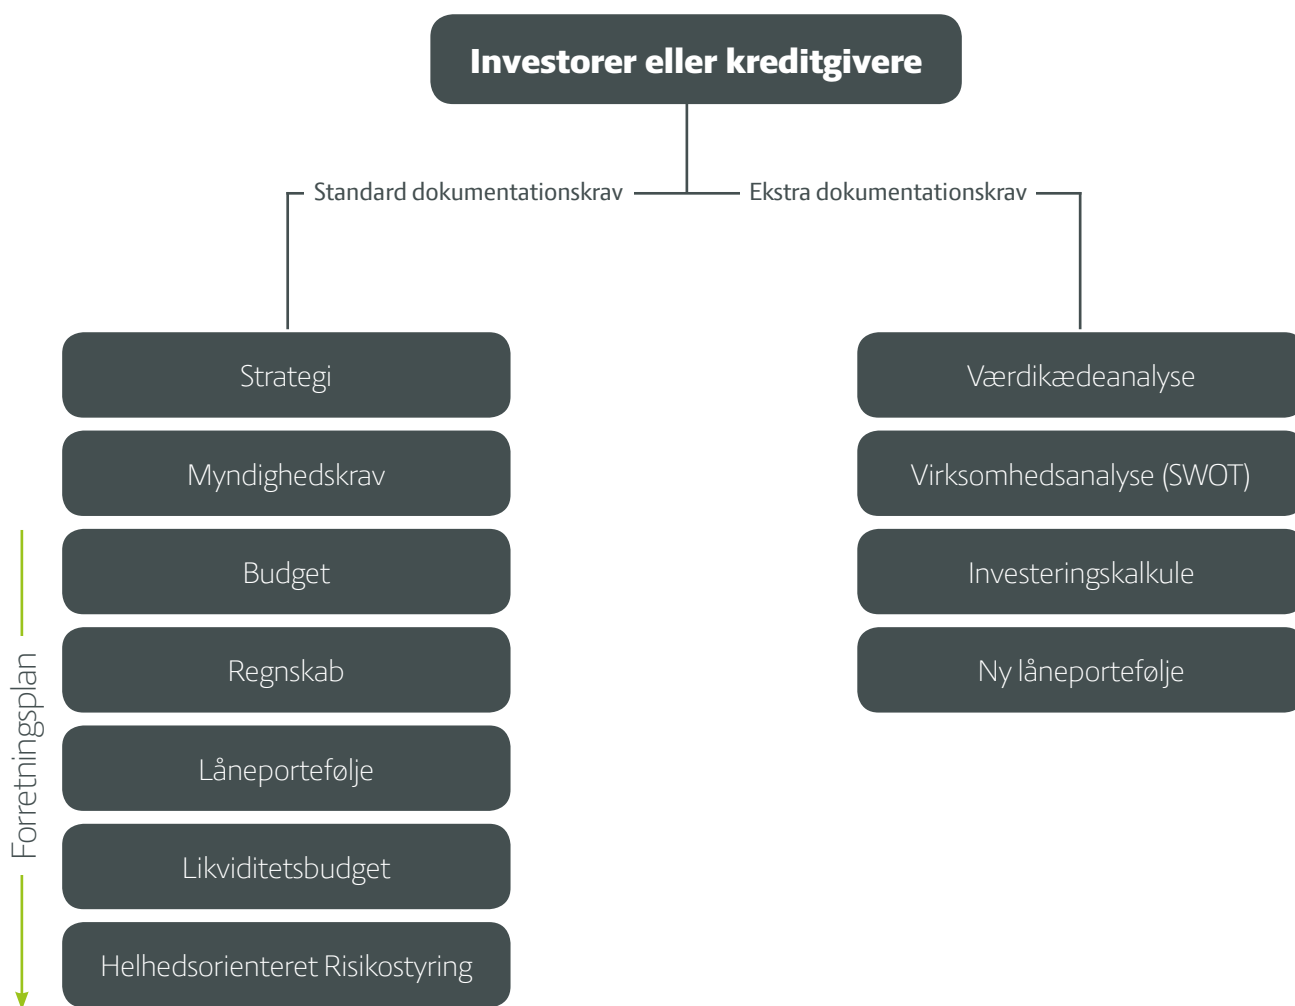 Investorer eller kreditgivere
Standard dokumentationskrav
Ekstra dokumentationskrav
Strategi
Myndighedskrav
Budget
Regnskab
Låneportefølje
Likviditetsbudget
Helhedsorienteret Risikostyring
Forretningsplan
Værdikædeanalyse
Virksomhedsanalyse (SWOT)
Investeringskalkule
Ny låneportefølje